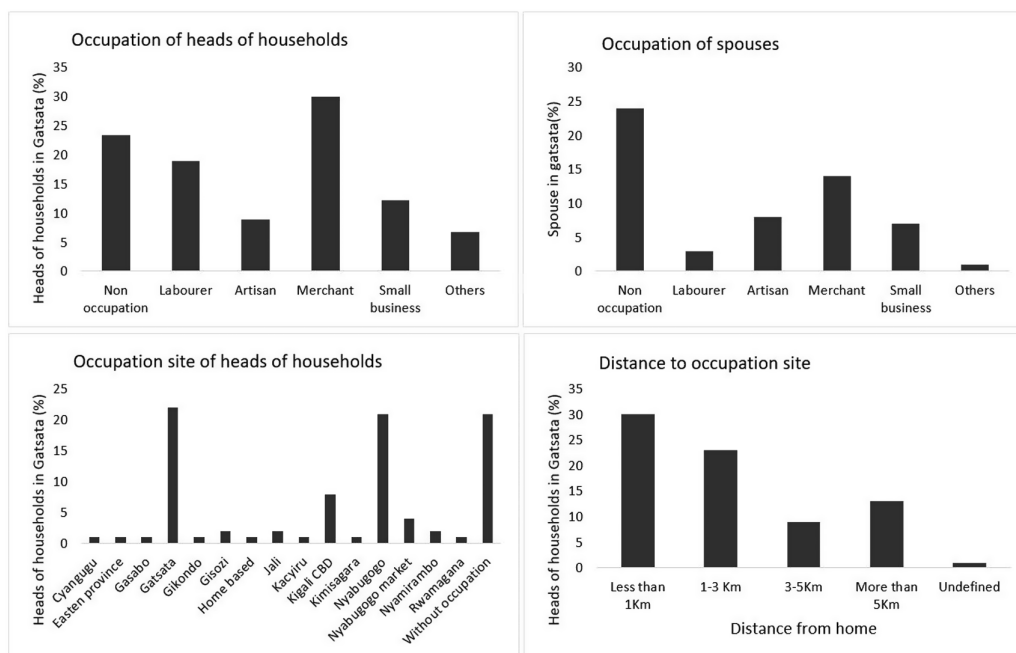 Occupation of heads of households
Heads of households in Gatsata (%)
35
30
25
20
15
10
5
0
Non
occupation
Labourer
Artisan
Merchant
Small
business
Others
Occupation of spouses
Spouse in gatsata(%)
30
25
20
15
10
5
0
Non
occupation
Labourer
Artisan
Merchant
Small
business
Others
Occupation site of heads of households
Heads of households in Gatsata (%)
25
20
15
10
5
0
Cyangugu
Easten province
Gasabo
Gatsata
Gikondo
Gisozi
Home based
Jali
Kacyiru
Kigali CBD
Kimisagara
Nyabugogo
Nyabugogo market
Nyamirambo
Rwamagana
Without occupation
Distance to occupation site
Heads of households in Gatsata (%)
35
30
25
20
15
10
5
0
Less than
1Km
1-3 Km
3-5Km
More than
5Km
Undefined
Distance from home